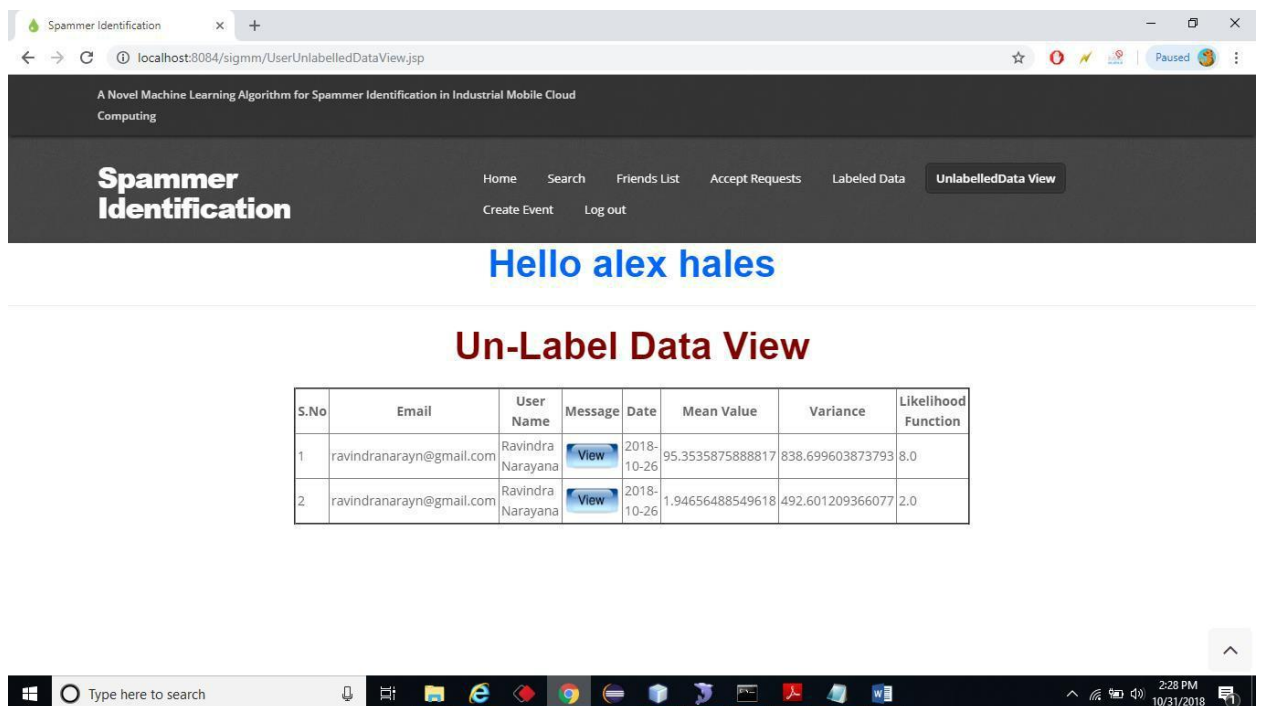 Spammer Identification
localhost:8084/sigmm/UserUnlabelledDataView.jsp
Paused
A Novel Machine Learning Algorithm for Spammer Identification in Industrial Mobile Cloud
Computing
Spammer
Identification
Home Search Friends List Accept Requests Labeled Data UnlabelledData View
Create Event Log out
Hello alex hales
Un-Label Data View
S.No Email User Name Message Date Mean Value Variance Likelihood Function
1 ravindranarayn@gmail.com Ravindra Narayana View 2018-10-26 95.3535875888817 838.699603873793 8.0
2 ravindranarayn@gmail.com Ravindra Narayana View 2018-10-26 1.94656488549618 492.601209366077 2.0
Type here to search
2:28 PM
10/31/2018